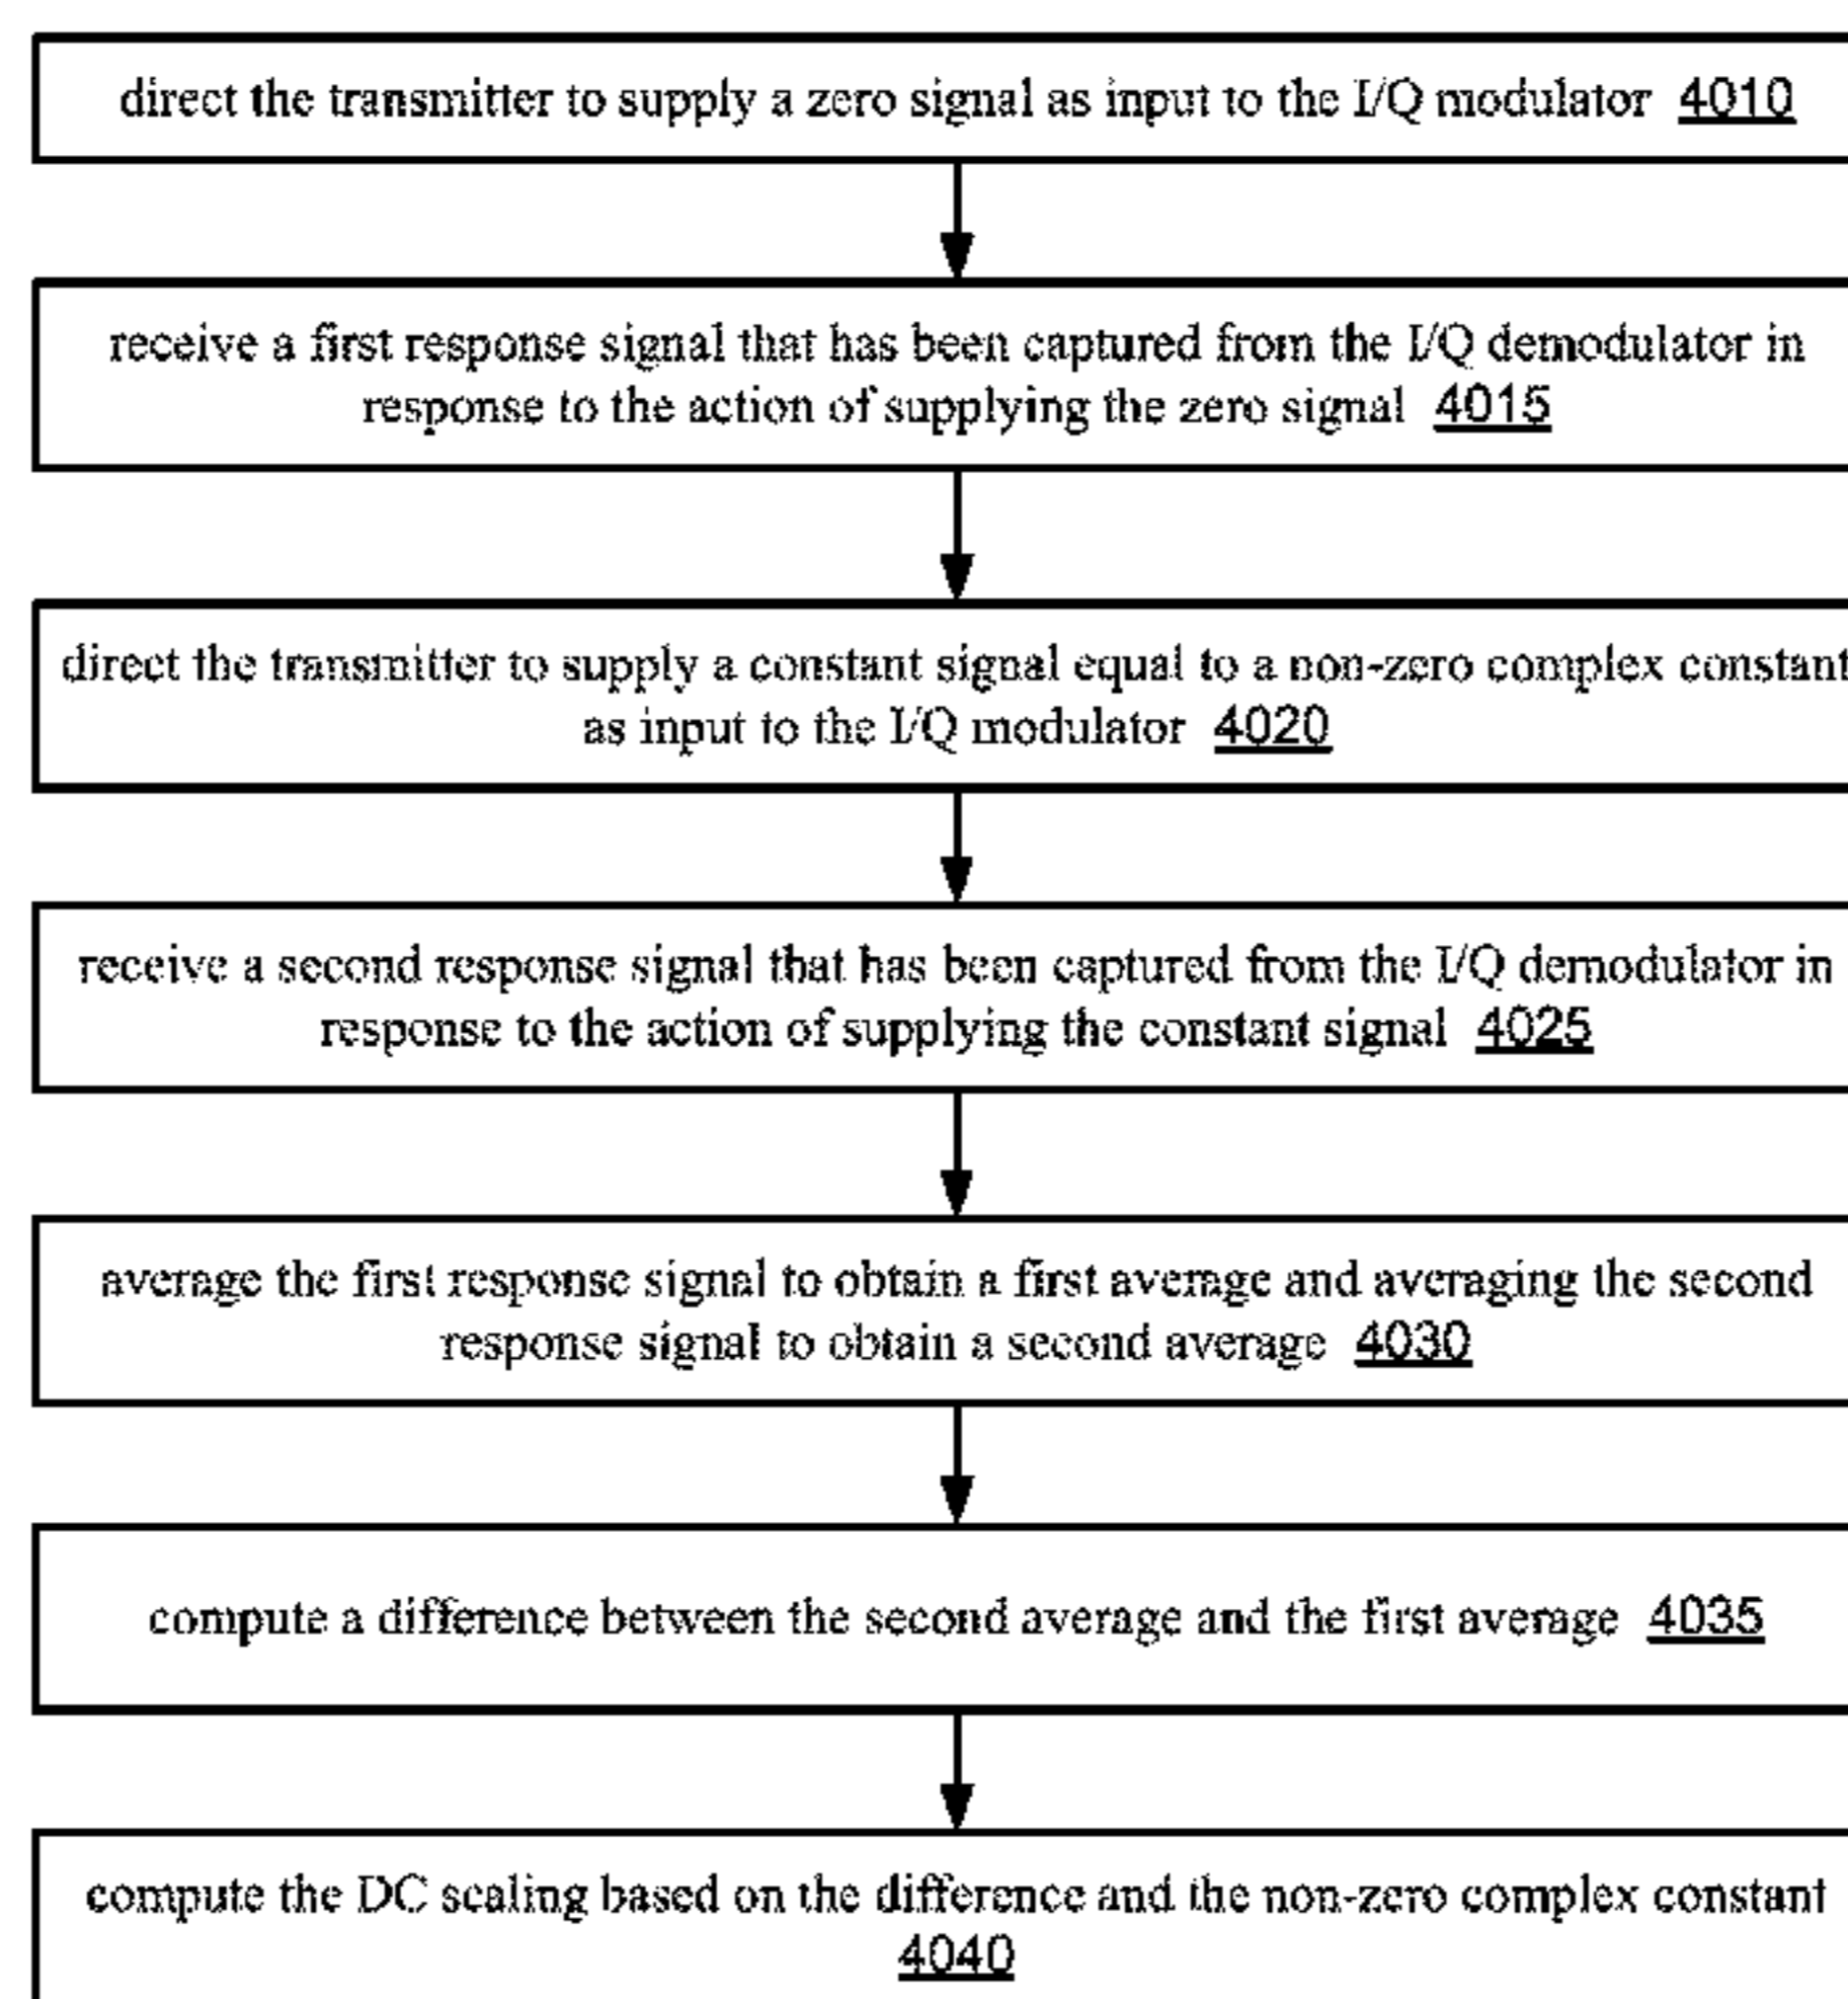 direct the transmitter to supply a zero signal as input to the I/Q modulator 4010
receive a first response signal that has been captured from the I/Q demodulator in
response to the action of supplying the zero signal 4015
direct the transmitter to supply a constant signal equal to a non-zero complex constant
as input to the I/Q modulator 4020
receive a second response signal that has been captured from the I/Q demodulator in
response to the action of supplying the constant signal 4025
average the first response signal to obtain a first average and averaging the second
response signal to obtain a second average 4030
compute a difference between the second average and the first average 4035
compute the DC scaling based on the difference and the non-zero complex constant
4040